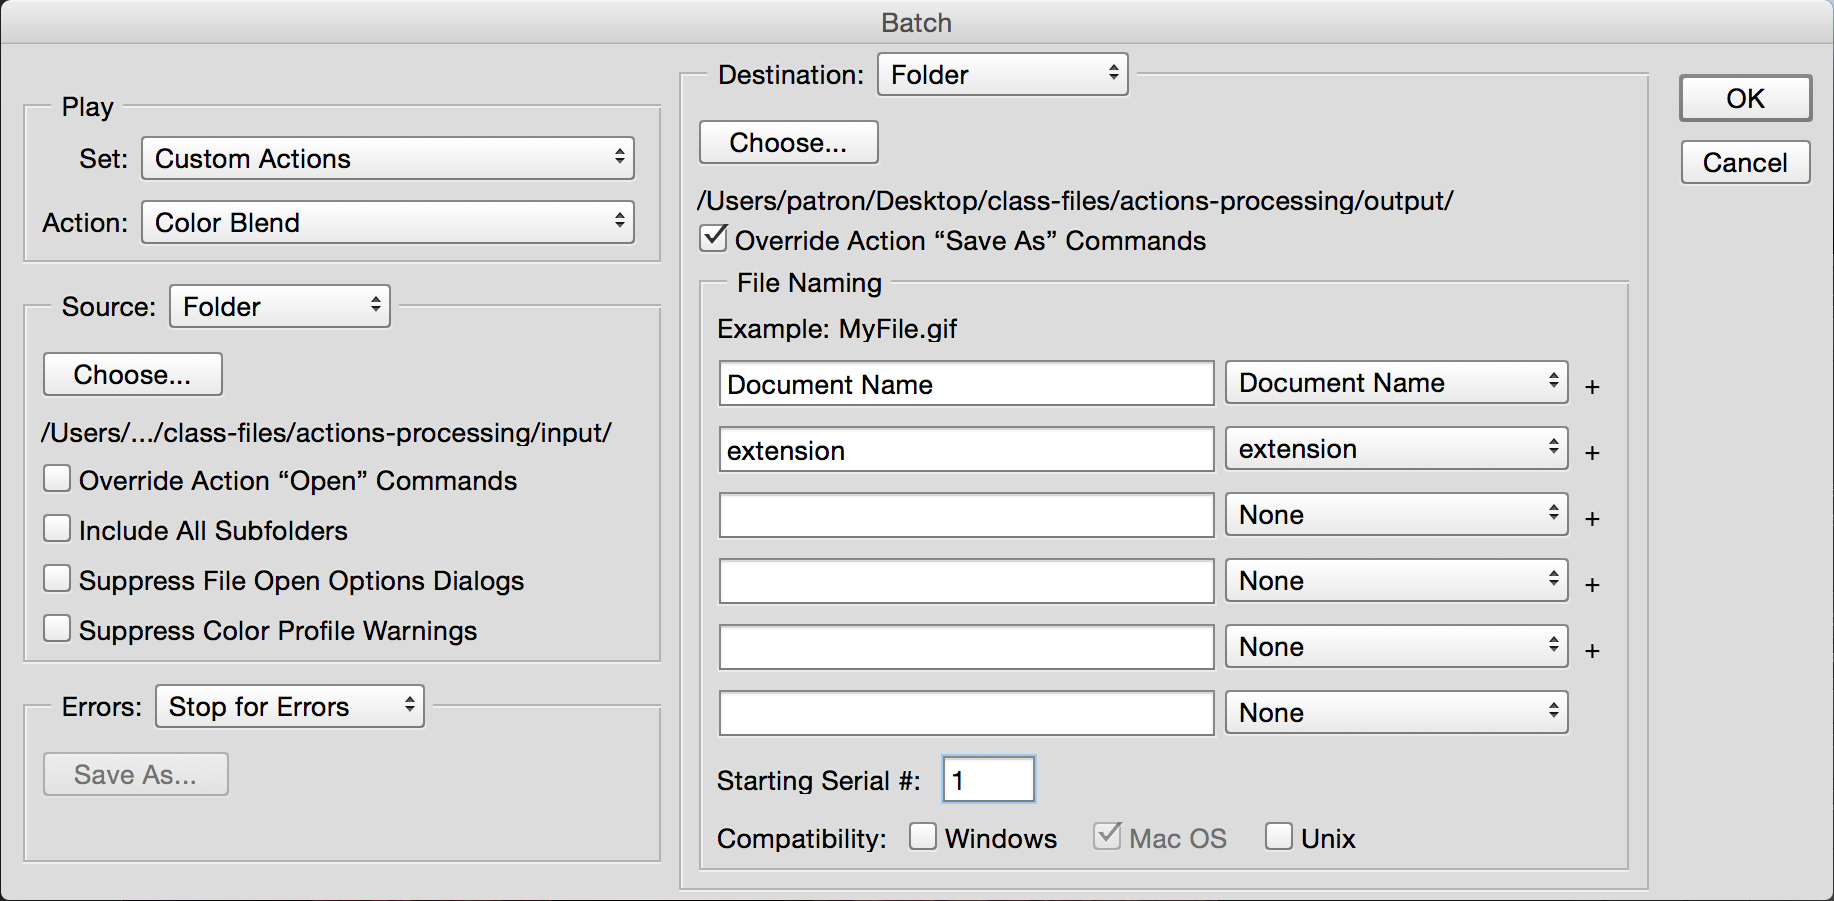 Batch
Play
Set: Custom Actions
Action: Color Blend
Source: Folder
Choose...
/Users/.../class-files/actions-processing/input/
Override Action “Open” Commands
Include All Subfolders
Suppress File Open Options Dialogs
Suppress Color Profile Warnings
Errors: Stop for Errors
Save As...
Destination: Folder
Choose...
/Users/patron/Desktop/class-files/actions-processing/output/
Override Action “Save As” Commands
File Naming
Example: MyFile.gif
Document Name Document Name +
extension extension +
None +
None +
None +
None
Starting Serial #: 1
Compatibility: Windows Mac OS Unix
OK
Cancel